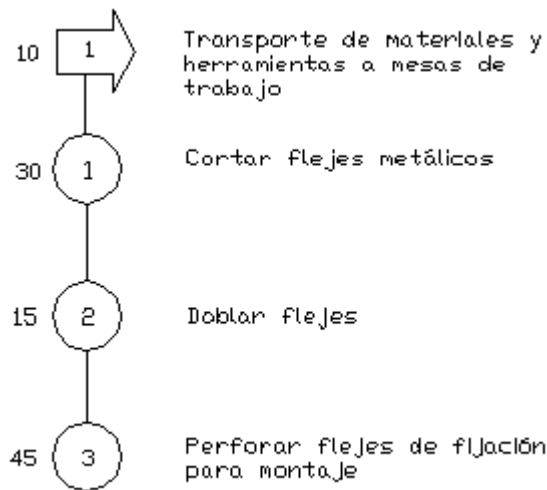 10 1 Transporte de materiales y
herramientas a mesas de
trabajo
30 1 Cortar flejes metálicos
15 2 Doblar flejes
45 3 Perforar flejes de fijación
para montaje